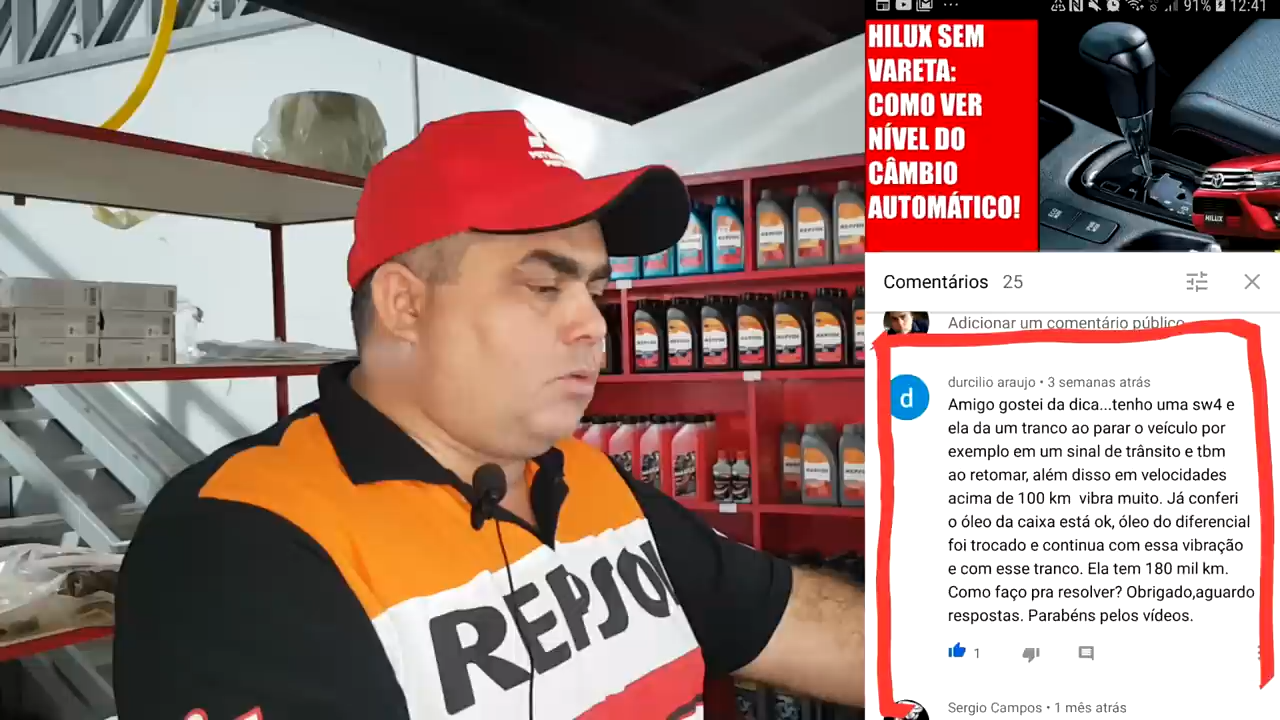 REPSOL
91% 12:41
HILUX SEM
VARETA:
COMO VER
NÍVEL DO
CÂMBIO
AUTOMÁTICO!
HILUX
Comentários 25
Adicionar um comentário público
d
durcilio araujo • 3 semanas atrás
Amigo gostei da dica...tenho uma sw4 e
ela da um tranco ao parar o veículo por
exemplo em um sinal de trânsito e tbm
ao retomar, além disso em velocidades
acima de 100 km vibra muito. Já conferi
o óleo da caixa está ok, óleo do diferencial
foi trocado e continua com essa vibração
e com esse tranco. Ela tem 180 mil km.
Como faço pra resolver? Obrigado,aguardo
respostas. Parabéns pelos vídeos.
1
Sergio Campos • 1 mês atrás